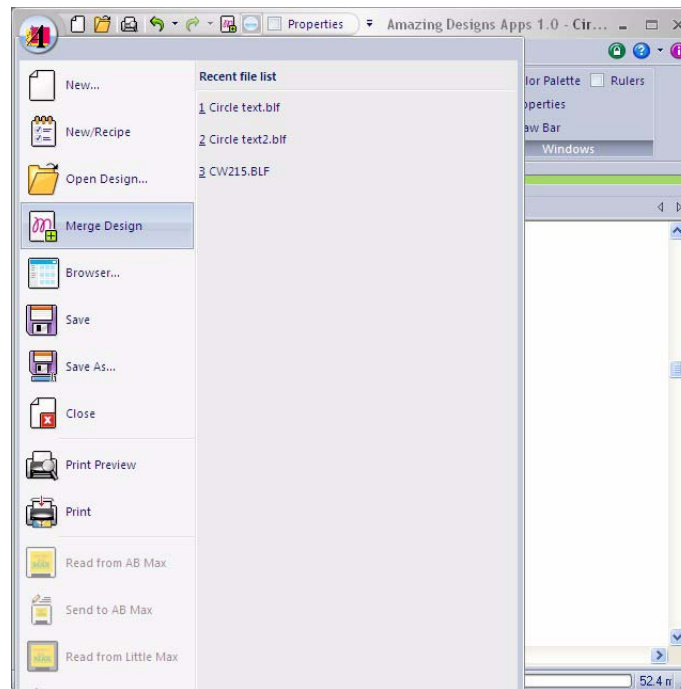 4
Properties
Amazing Designs Apps 1.0 - Cir...
New...
New/Recipe
Open Design...
Merge Design
Browser...
Save
Save As...
Close
Print Preview
Print
Read from AB Max
Send to AB Max
Read from Little Max
Recent file list
1 Circle text.blf
2 Circle text2.blf
3 CW215.BLF
lor Palette
Rulers
operties
aw Bar
Windows
52.4 n